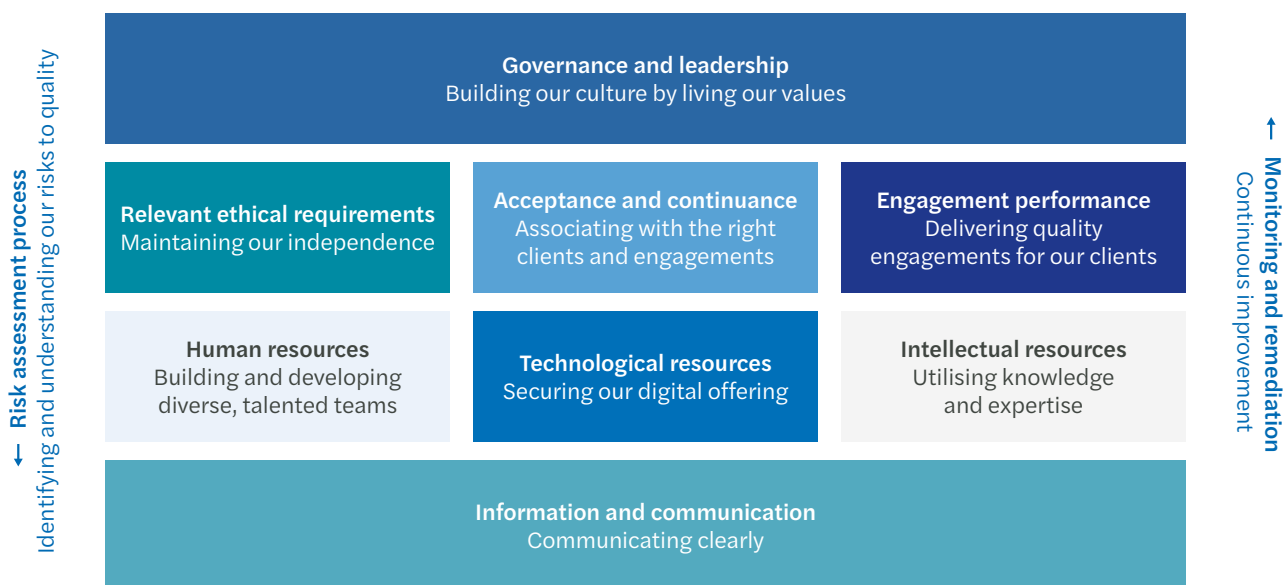 Governance and leadership
Building our culture by living our values
← Risk assessment process
Identifying and understanding our risks to quality
Relevant ethical requirements
Maintaining our independence
Acceptance and continuance
Associating with the right
clients and engagements
Engagement performance
Delivering quality
engagements for our clients
Human resources
Building and developing
diverse, talented teams
Technological resources
Securing our digital offering
Intellectual resources
Utilising knowledge
and expertise
← Monitoring and remediation
Continuous improvement
Information and communication
Communicating clearly